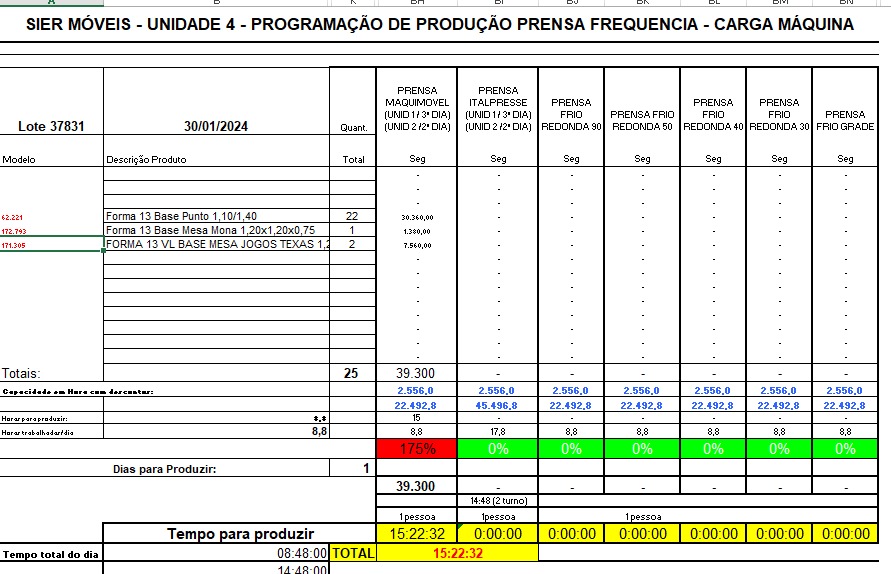 A B K BH BI BJ BK BL BM BN
SIER MÓVEIS - UNIDADE 4 - PROGRAMAÇÃO DE PRODUÇÃO PRENSA FREQUENCIA - CARGA MÁQUINA
Lote 37831 30/01/2024 Quant. PRENSA MAQUIMOVEL (UNID 1 / 3ª DIA) (UNID 2 /2ª DIA) PRENSA ITALPRESSE (UNID 1 / 3ª DIA) (UNID 2 /2ª DIA) PRENSA FRIO REDONDA 90 PRENSA FRIO REDONDA 50 PRENSA FRIO REDONDA 40 PRENSA FRIO REDONDA 30 PRENSA FRIO GRADE
Modelo Descrição Produto Total Seg Seg Seg Seg Seg Seg Seg
- - - - - - -
- - - - - - -
- - - - - - -
62.221 Forma 13 Base Punto 1,10/1,40 22 30.360,00 - - - - - -
172.793 Forma 13 Base Mesa Mona 1,20x1,20x0,75 1 1.380,00 - - - - - -
171.305 FORMA 13 VL BASE MESA JOGOS TEXAS 1,2 2 7.560,00 - - - - - -
- - - - - - -
- - - - - - -
- - - - - - -
- - - - - - -
- - - - - - -
- - - - - - -
- - - - - - -
- - - - - - -
Totais: 25 39.300 - - - - - -
Capacidade em Hora com descontos: 2.556,0 2.556,0 2.556,0 2.556,0 2.556,0 2.556,0 2.556,0
22.492,8 45.496,8 22.492,8 22.492,8 22.492,8 22.492,8 22.492,8
Horas para produzir: 15 - - - - - -
Horas trabalhadas/dia 8,8 8,8 17,8 8,8 8,8 8,8 8,8 8,8
175% 0% 0% 0% 0% 0% 0%
Dias para Produzir: 1
39.300 - - - - - -
14:48 (2 turno)
1 pessoa 1 pessoa 1 pessoa
Tempo para produzir 15:22:32 0:00:00 0:00:00 0:00:00 0:00:00 0:00:00 0:00:00
Tempo total do dia 08:48:00 TOTAL 15:22:32
14:48:00